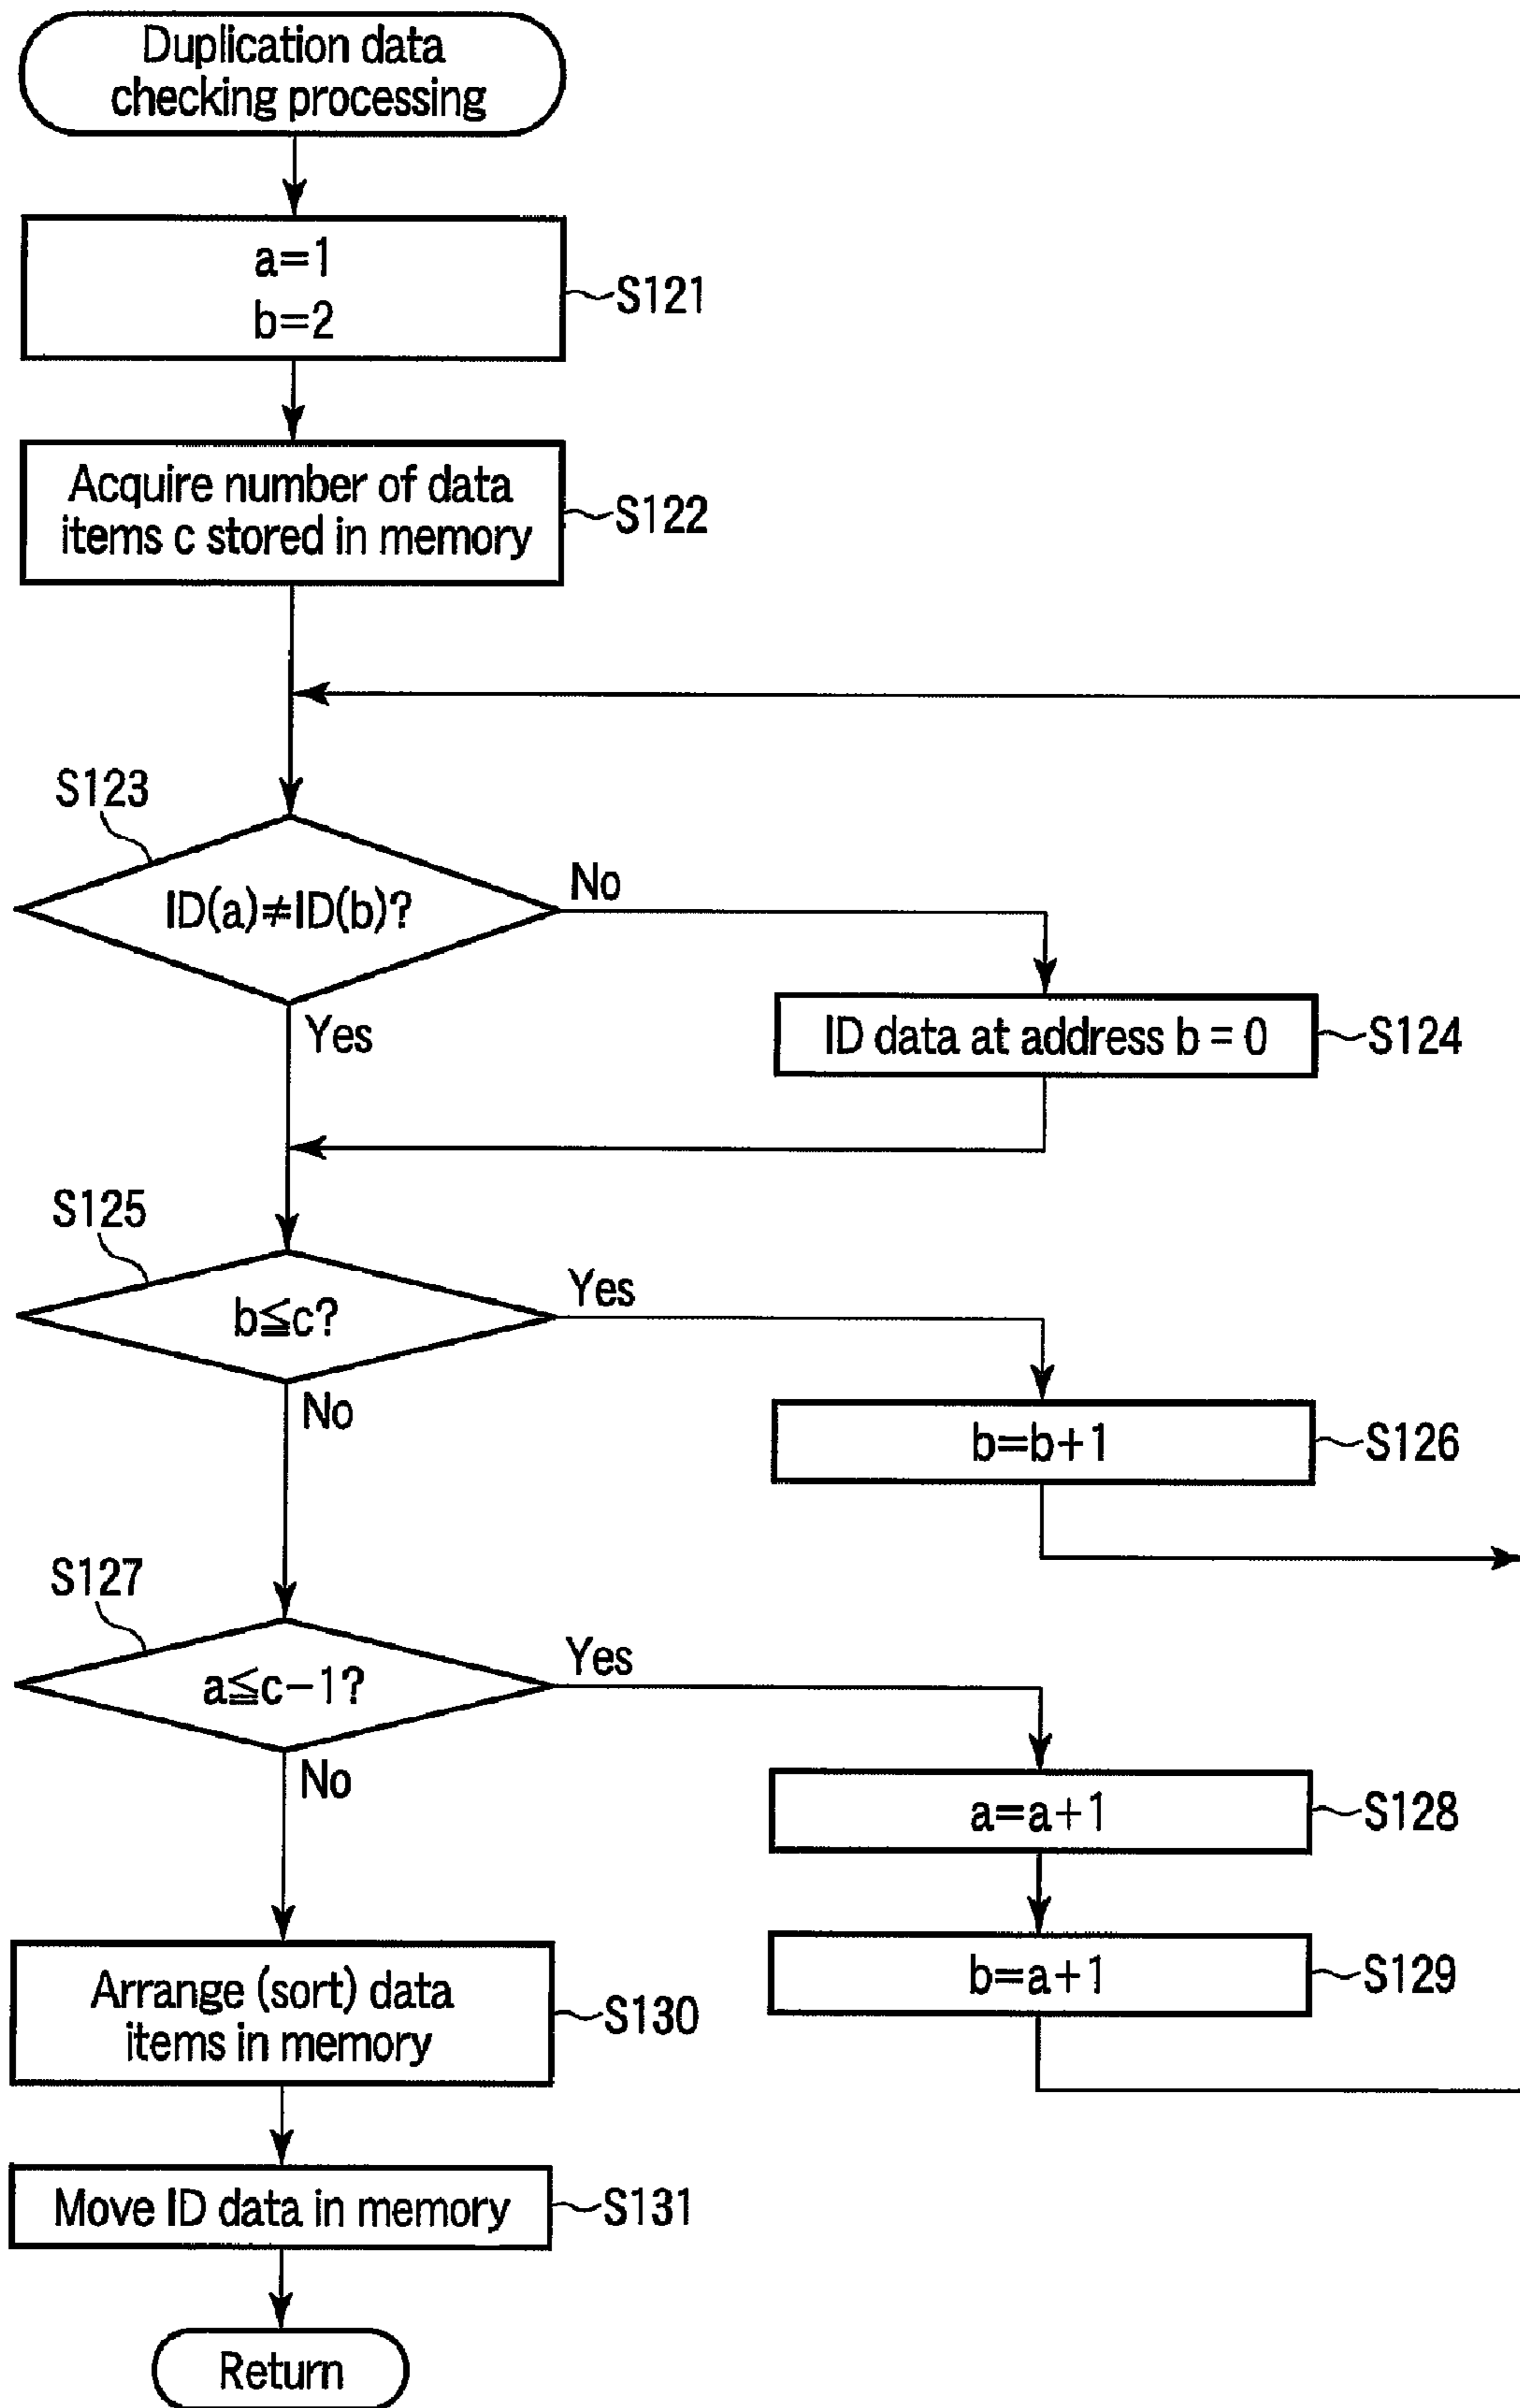 Duplication data
checking processing
a=1
b=2
S121
Acquire number of data
items c stored in memory
S122
S123
ID(a)≠ID(b)?
No
Yes
ID data at address b = 0
S124
S125
b≦c?
Yes
No
b=b+1
S126
S127
a≦c−1?
Yes
No
a=a+1
S128
b=a+1
S129
Arrange (sort) data
items in memory
S130
Move ID data in memory
S131
Return